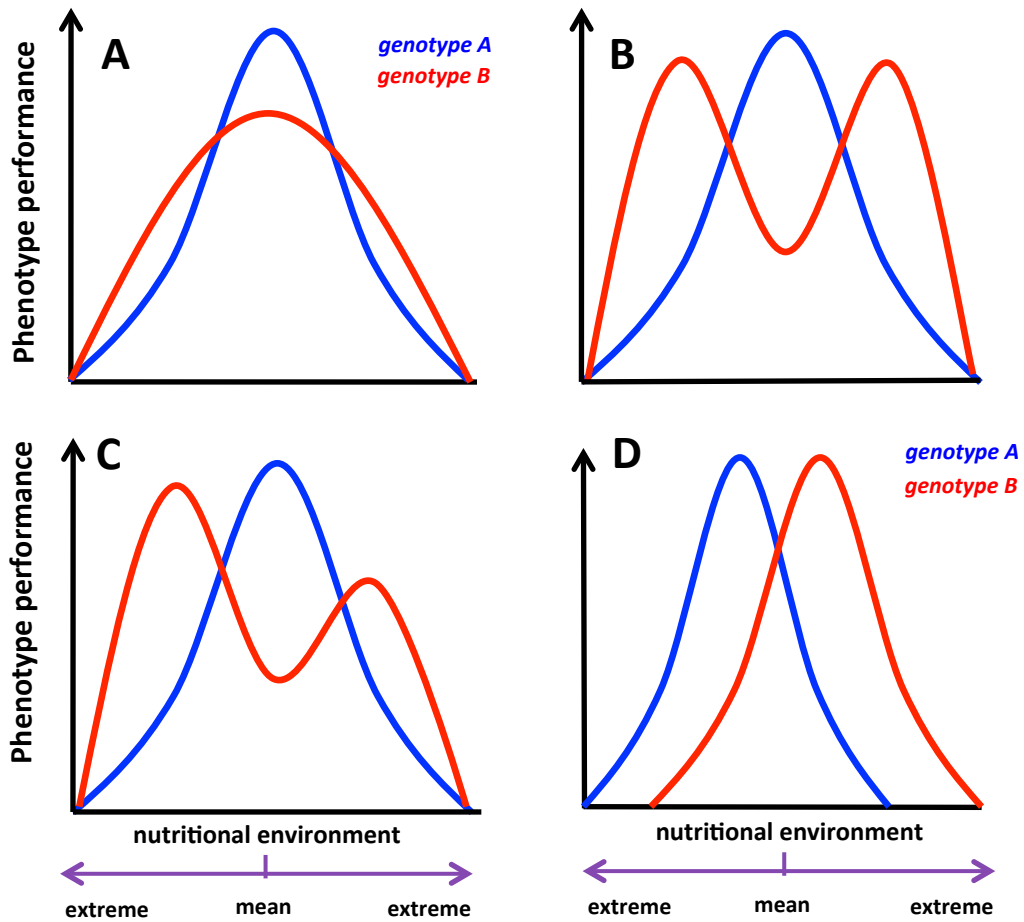 A
genotype A
genotype B
Phenotype performance
B
C
Phenotype performance
D
genotype A
genotype B
nutritional environment
extreme mean extreme
nutritional environment
extreme mean extreme